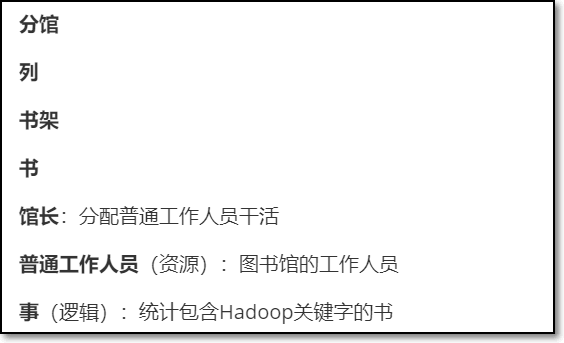 分馆
列
书架
书
馆长：分配普通工作人员干活
普通工作人员（资源）：图书馆的工作人员
事（逻辑）：统计包含Hadoop关键字的书